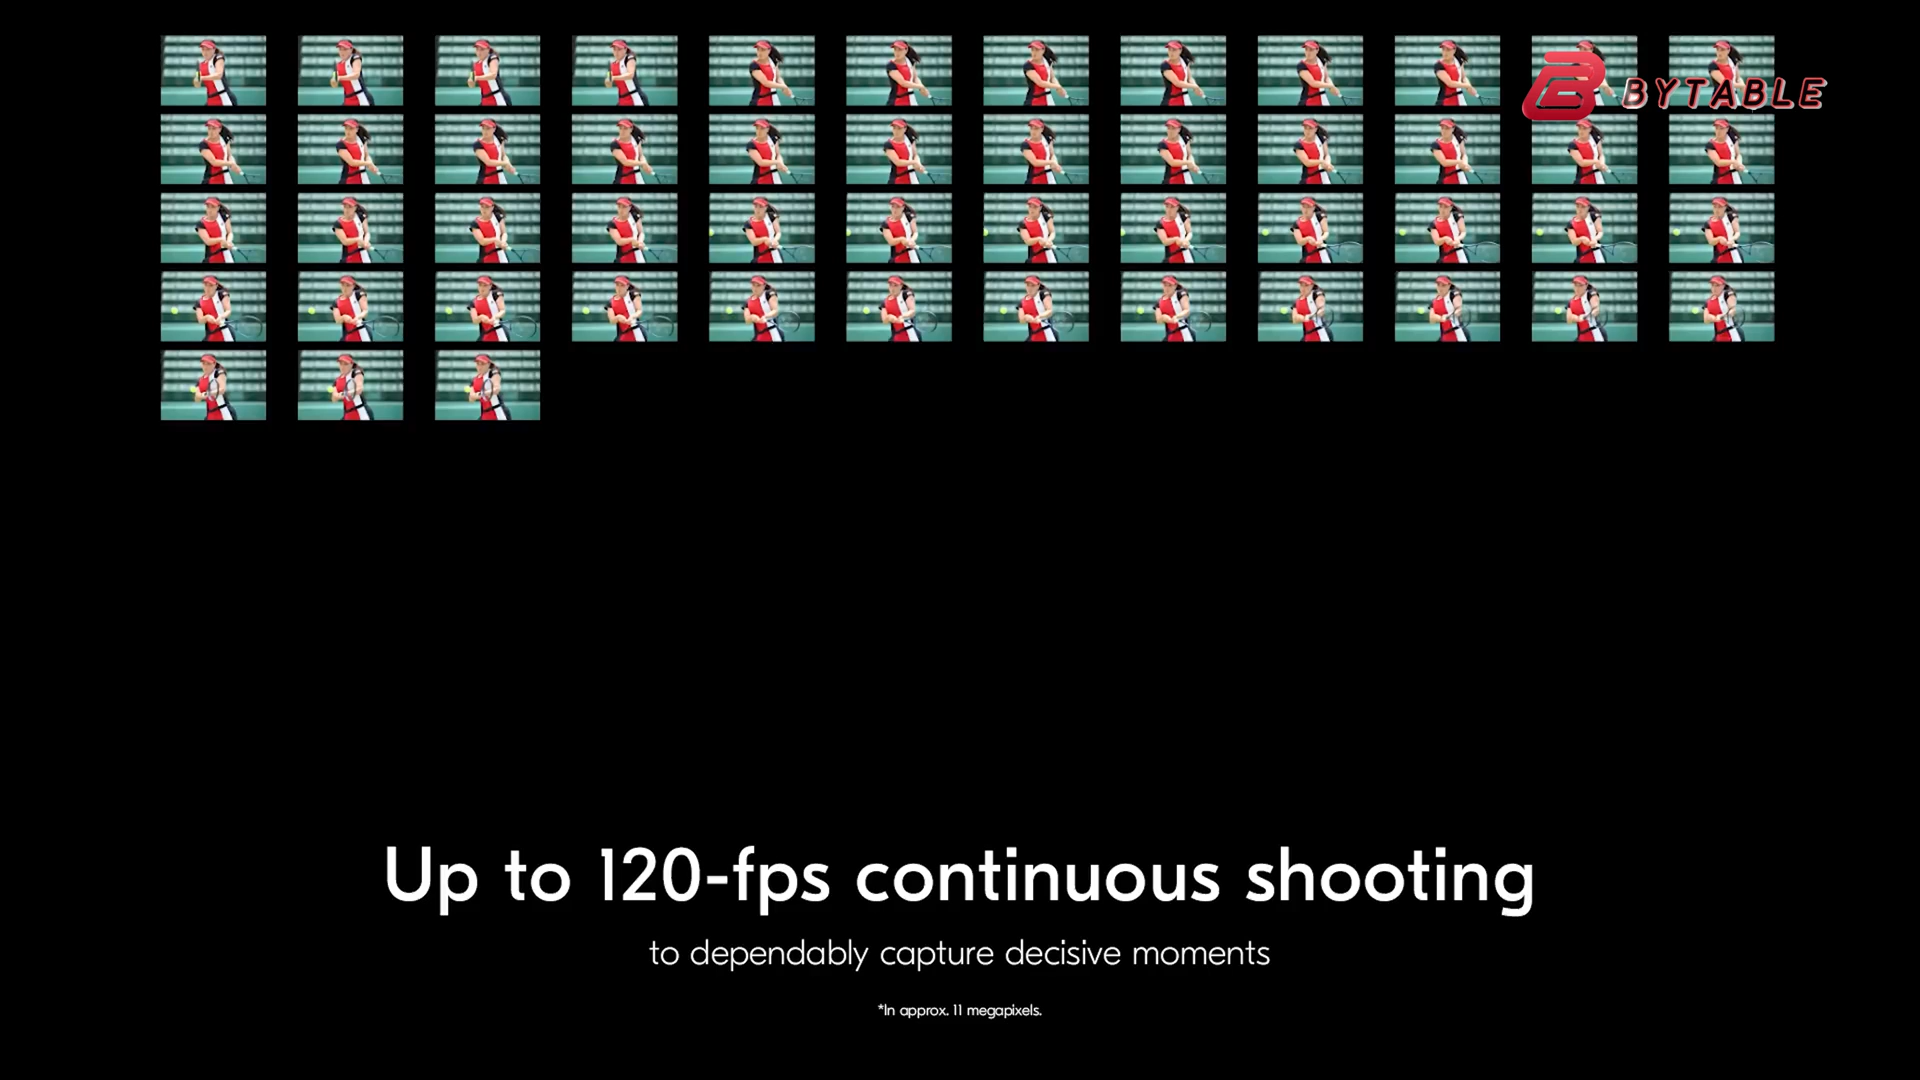 BYTABLE
Up to 120-fps continuous shooting
to dependably capture decisive moments
*In approx. 11 megapixels.